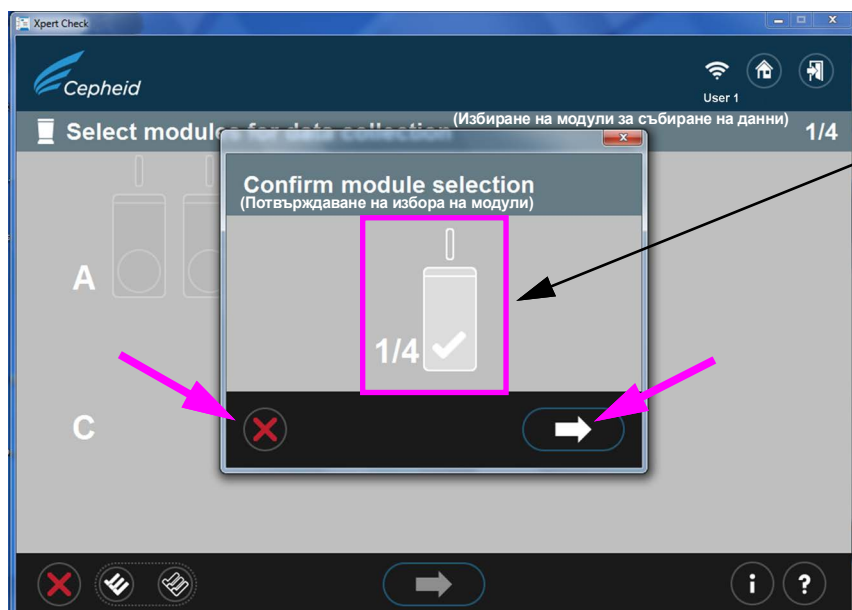 Xpert Check
Cepheid
User 1
(Избиране на модули за събиране на данни)
Select modules for data collection
1/4
Confirm module selection
(Потвърждаване на избора на модули)
A
1/4
C
i
?